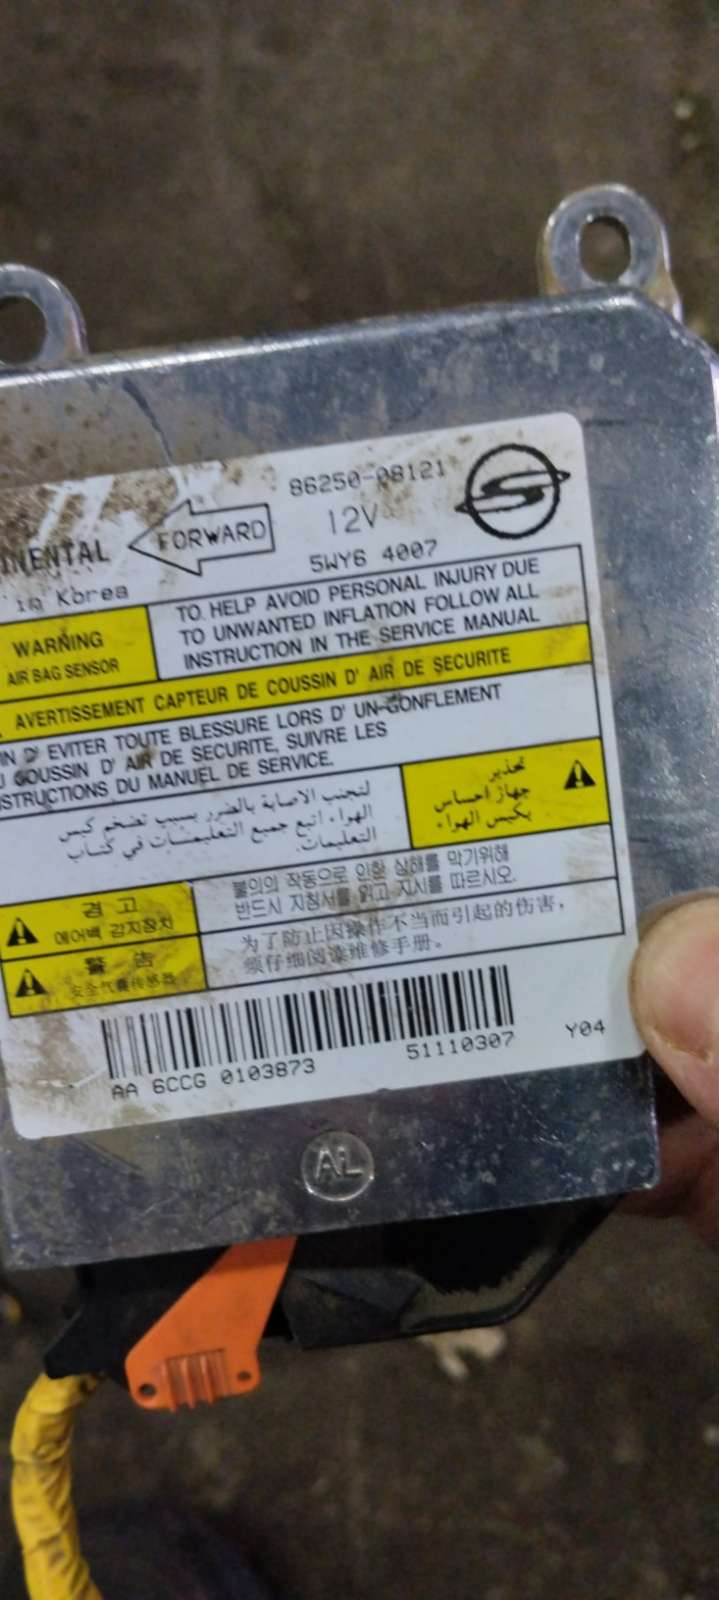 86250-08121
12V
5WY6 4007
INENTAL
FORWARD
in Korea
WARNING
AIR BAG SENSOR
TO. HELP AVOID PERSONAL INJURY DUE
TO UNWANTED INFLATION FOLLOW ALL
INSTRUCTION IN THE SERVICE MANUAL
AVERTISSEMENT CAPTEUR DE COUSSIN D' AIR DE SECURITE
IN D' EVITER TOUTE BLESSURE LORS D' UN-GONFLEMENT
U COUSSIN D' AIR DE SECURITE, SUIVRE LES
NSTRUCTIONS DU MANUEL DE SERVICE.
لتجنب الاصابة بالضرر بسبب تضخم كيس
الهواء اتبع جميع التعليمات في كتاب
التعليمات.
تحذير
جهاز احساس
بكيس الهواء
경 고
에어백 감지장치
불의의 작동으로 인한 상해를 막기위해
반드시 지침서를 읽고 지시를 따르시오.
警 告
安全气囊传感器
为了防止因操作不当而引起的伤害,
须仔细阅读维修手册。
AA 6CCG 0103873
51110307
Y04
AiL